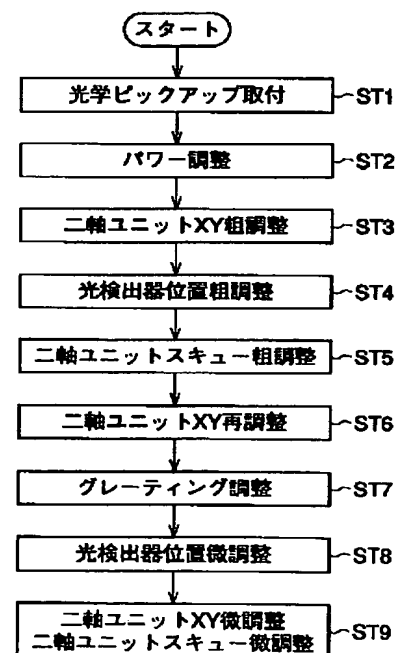 スタート
光学ピックアップ取付 ST1
パワー調整 ST2
二軸ユニットXY粗調整 ST3
光検出器位置粗調整 ST4
二軸ユニットスキュー粗調整 ST5
二軸ユニットXY再調整 ST6
グレーティング調整 ST7
光検出器位置微調整 ST8
二軸ユニットXY微調整
二軸ユニットスキュー微調整 ST9